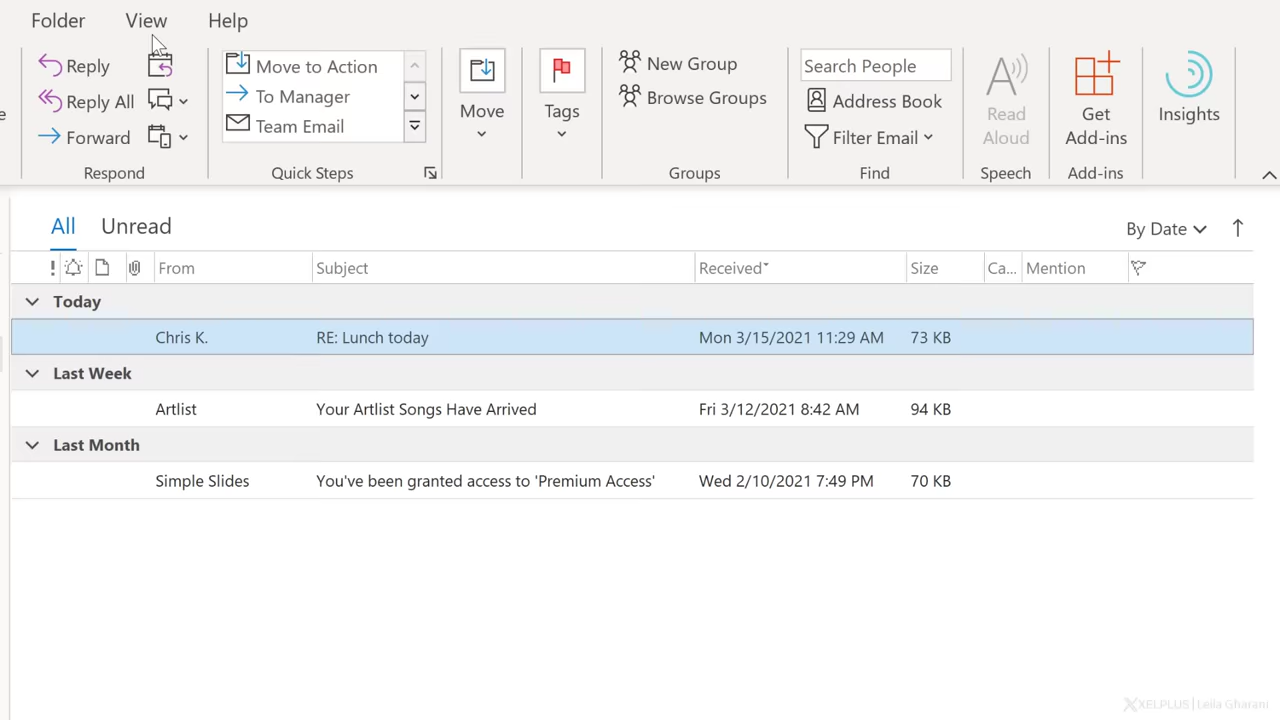 Folder View Help
Reply
Reply All
Forward
Respond
Move to Action
To Manager
Team Email
Quick Steps
Move
Tags
New Group
Browse Groups
Groups
Search People
Address Book
Filter Email
Find
Read
Aloud
Speech
Get
Add-ins
Add-ins
Insights
All Unread By Date
From Subject Received Size Ca... Mention
Today
Chris K. RE: Lunch today Mon 3/15/2021 11:29 AM 73 KB
Last Week
Artlist Your Artlist Songs Have Arrived Fri 3/12/2021 8:42 AM 94 KB
Last Month
Simple Slides You've been granted access to 'Premium Access' Wed 2/10/2021 7:49 PM 70 KB
XELPLUS | Leila Gharani